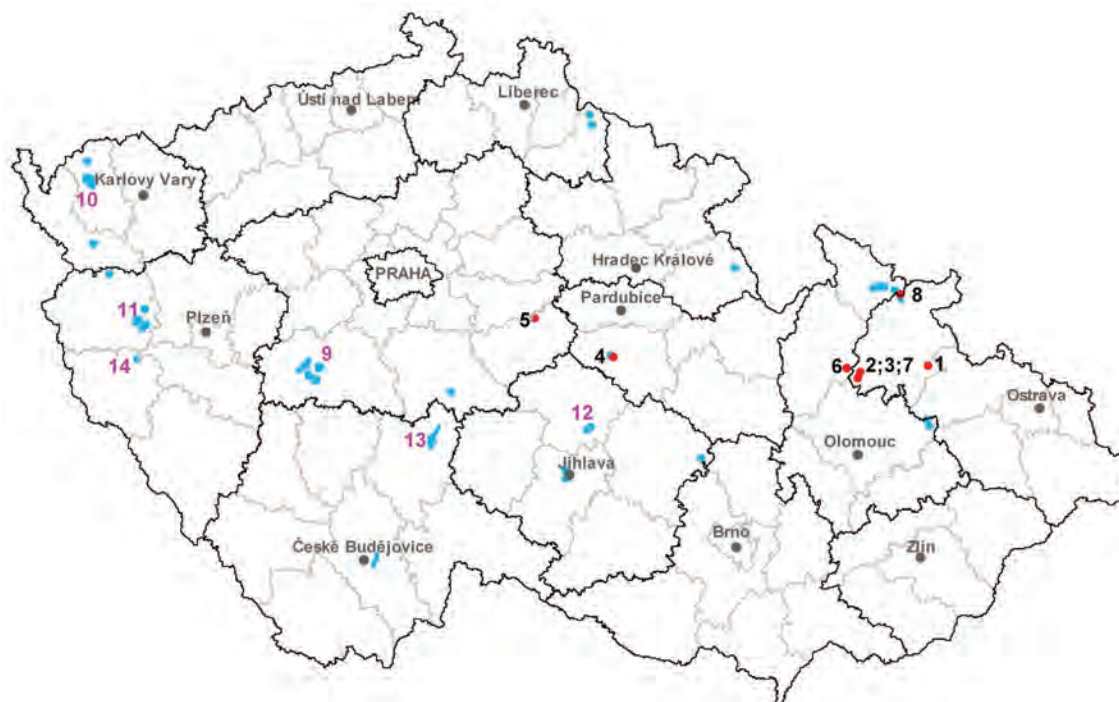 Liberec
Ústí nad Labem
Karlovy Vary
10
Hradec Králové
PRAHA
8
Pardubice
11
Plzeň
5
14
9
4
6
2;3;7
1
Ostrava
12
13
Olomouc
Jihlava
Brno
České Budějovice
Zlín